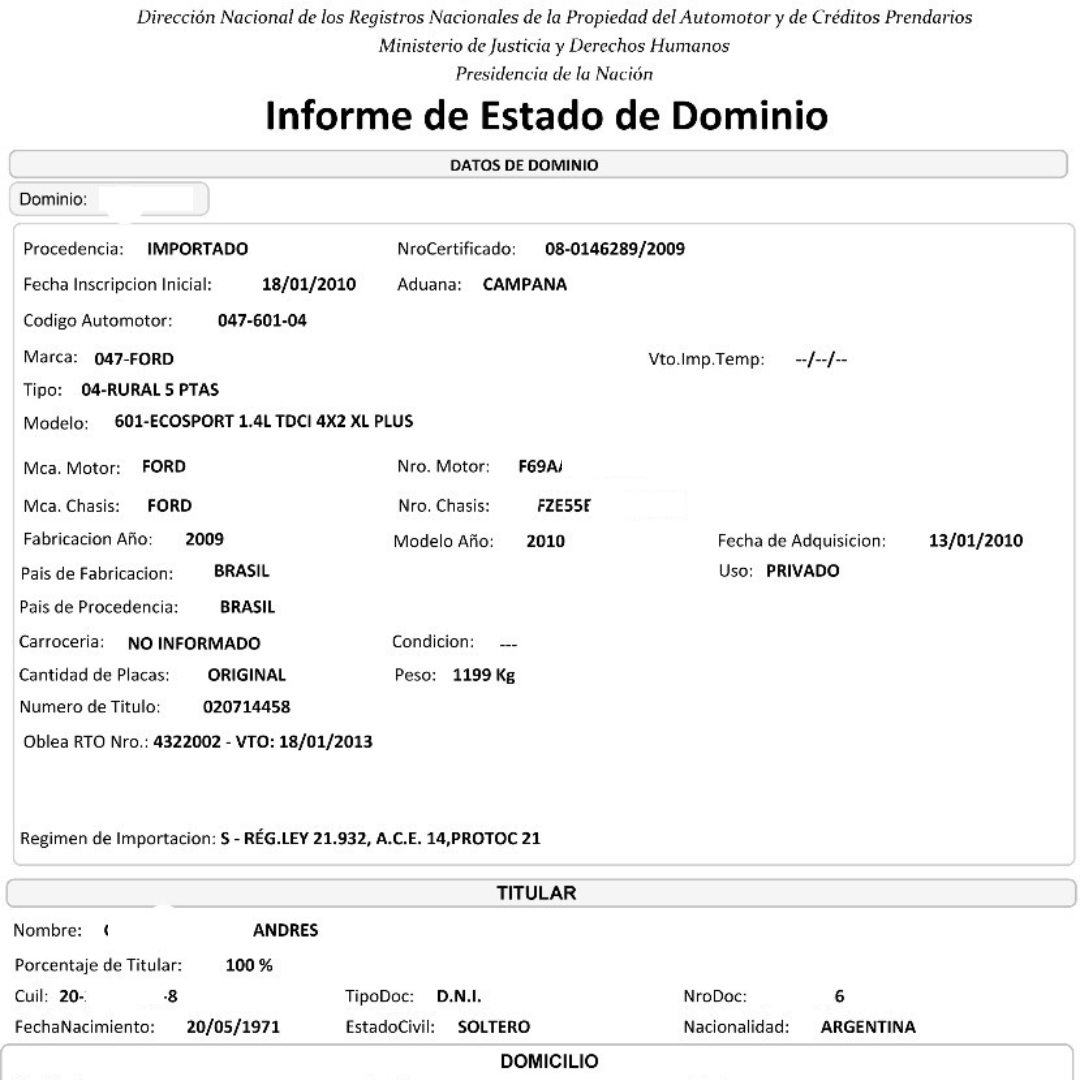 Dirección Nacional de los Registros Nacionales de la Propiedad del Automotor y de Créditos Prendarios
Ministerio de Justicia y Derechos Humanos
Presidencia de la Nación
Informe de Estado de Dominio
DATOS DE DOMINIO
Dominio:
Procedencia: IMPORTADO NroCertificado: 08-0146289/2009
Fecha Inscripcion Inicial: 18/01/2010 Aduana: CAMPANA
Codigo Automotor: 047-601-04
Marca: 047-FORD Vto.Imp.Temp: --/--/--
Tipo: 04-RURAL 5 PTAS
Modelo: 601-ECOSPORT 1.4L TDCI 4X2 XL PLUS
Mca. Motor: FORD Nro. Motor: F69A
Mca. Chasis: FORD Nro. Chasis: FZE55
Fabricacion Año: 2009 Modelo Año: 2010 Fecha de Adquisicion: 13/01/2010
Pais de Fabricacion: BRASIL Uso: PRIVADO
Pais de Procedencia: BRASIL
Carroceria: NO INFORMADO Condicion: ---
Cantidad de Placas: ORIGINAL Peso: 1199 Kg
Numero de Titulo: 020714458
Oblea RTO Nro.: 4322002 - VTO: 18/01/2013
Regimen de Importacion: S - RÉG.LEY 21.932, A.C.E. 14,PROTOC 21
TITULAR
Nombre: ANDRES
Porcentaje de Titular: 100 %
Cuil: 20- -8 TipoDoc: D.N.I. NroDoc: 6
FechaNacimiento: 20/05/1971 EstadoCivil: SOLTERO Nacionalidad: ARGENTINA
DOMICILIO